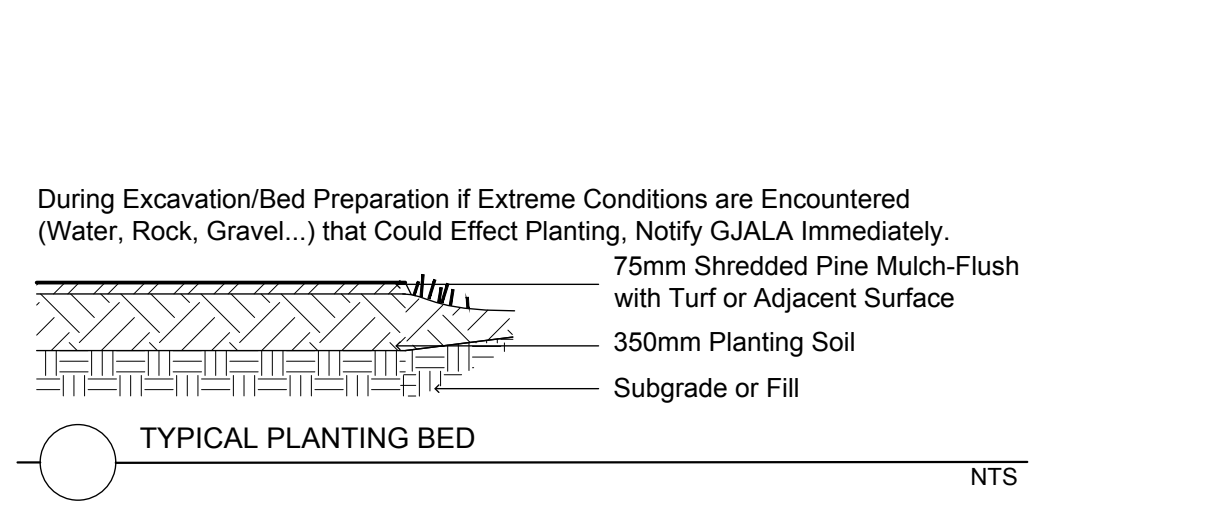 During Excavation/Bed Preparation if Extreme Conditions are Encountered
(Water, Rock, Gravel...) that Could Effect Planting, Notify GJALA Immediately.
75mm Shredded Pine Mulch-Flush
with Turf or Adjacent Surface
350mm Planting Soil
Subgrade or Fill
TYPICAL PLANTING BED
NTS